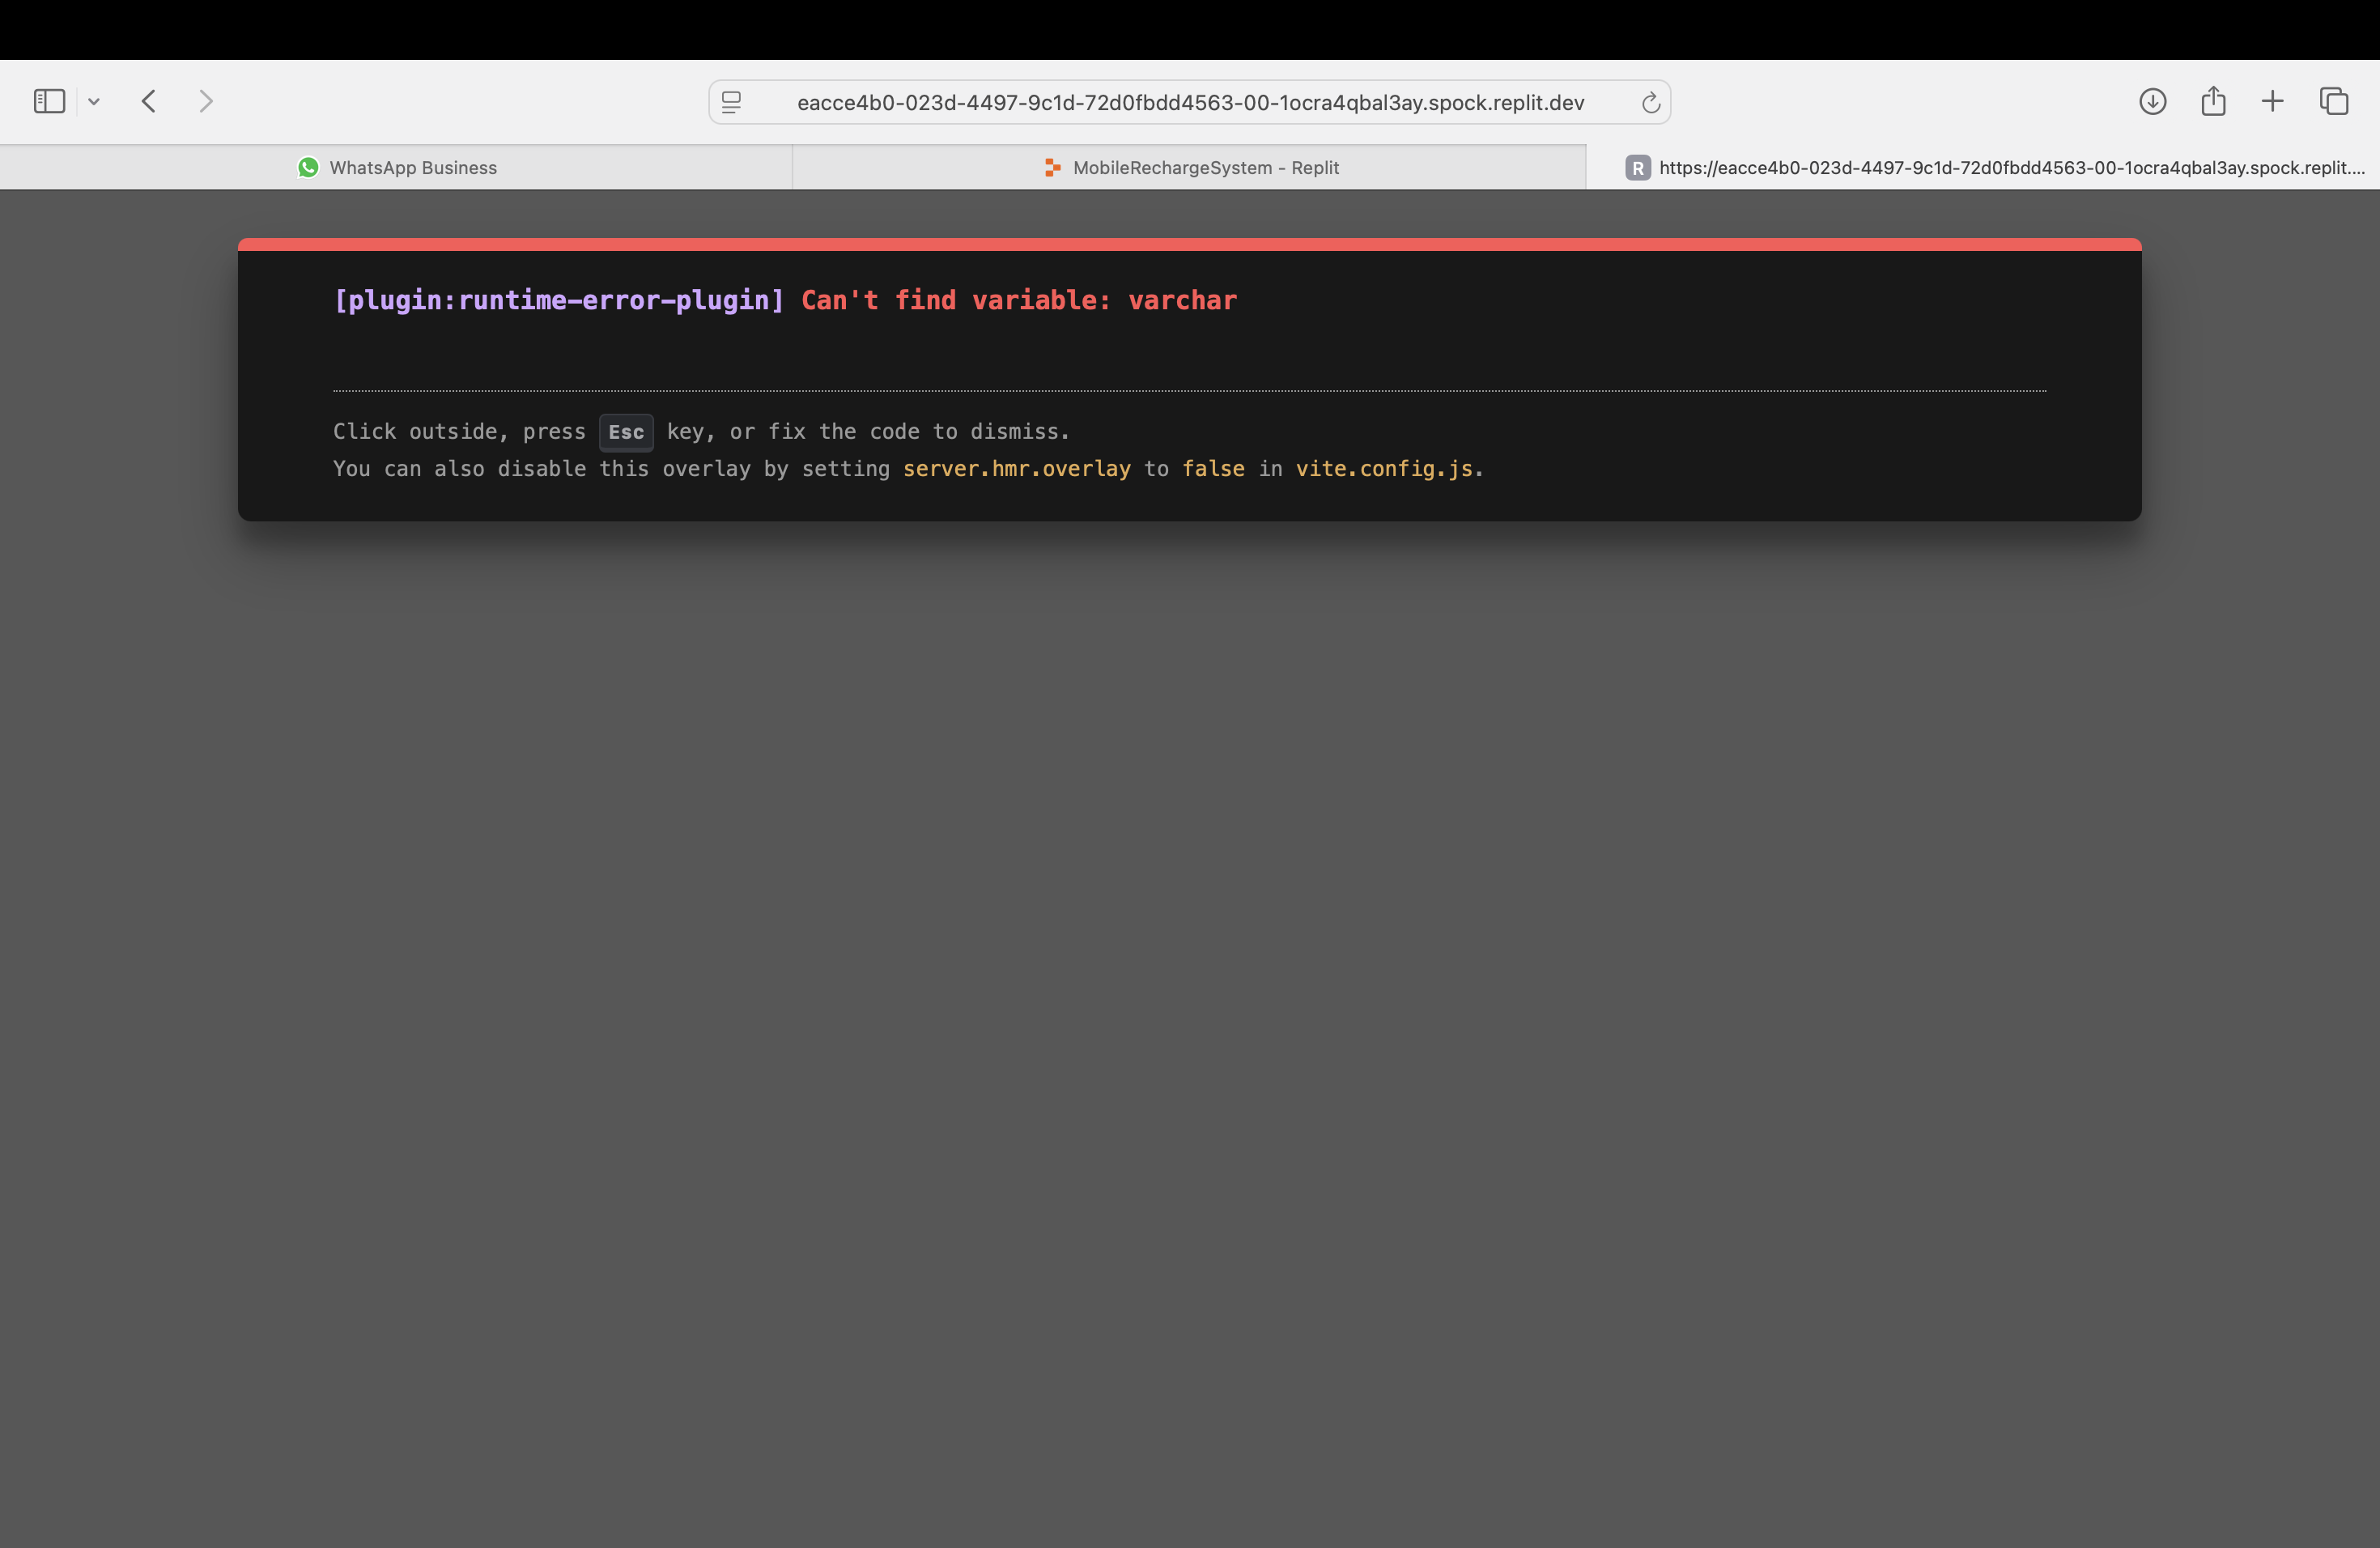 eacce4b0-023d-4497-9c1d-72d0fbdd4563-00-1ocra4qbal3ay.spock.replit.dev
WhatsApp Business
MobileRechargeSystem - Replit
R https://eacce4b0-023d-4497-9c1d-72d0fbdd4563-00-1ocra4qbal3ay.spock.replit....
[plugin:runtime-error-plugin] Can't find variable: varchar
Click outside, press Esc key, or fix the code to dismiss.
You can also disable this overlay by setting server.hmr.overlay to false in vite.config.js.